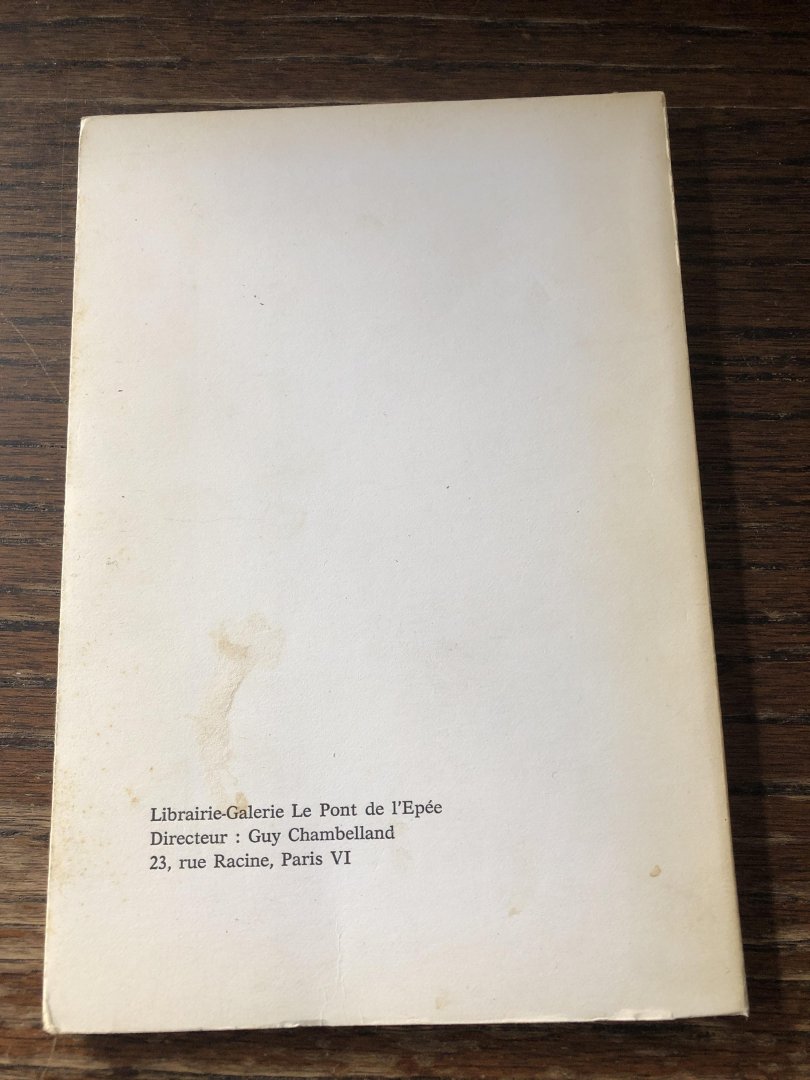 Librairie-Galerie Le Pont de l'Epée
Directeur : Guy Chambelland
23, rue Racine, Paris VI